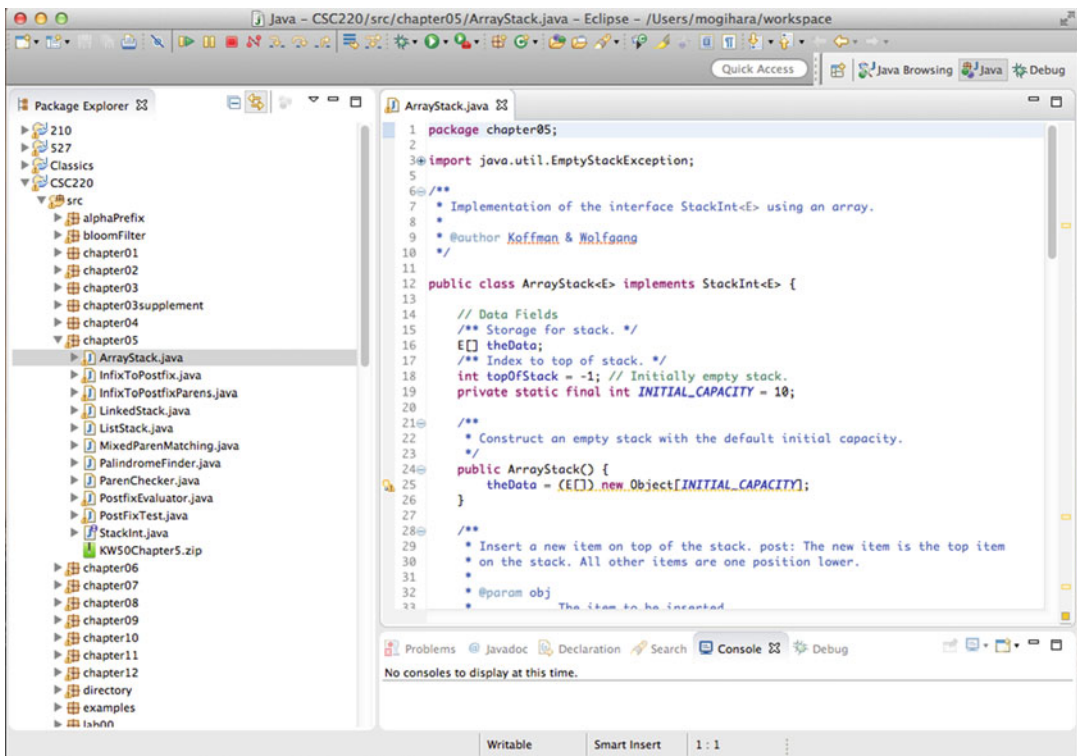 Java – CSC220/src/chapter05/ArrayStack.java – Eclipse – /Users/mogihara/workspace
Quick Access
Java Browsing
Java
Debug
Package Explorer
210
527
Classics
CSC220
src
alphaPrefix
bloomFilter
chapter01
chapter02
chapter03
chapter03supplement
chapter04
chapter05
ArrayStack.java
InfixToPostfix.java
InfixToPostfixParens.java
LinkedStack.java
ListStack.java
MixedParenMatching.java
PalindromeFinder.java
ParenChecker.java
PostfixEvaluator.java
PostFixTest.java
StackInt.java
KW50Chapter5.zip
chapter06
chapter07
chapter08
chapter09
chapter10
chapter11
chapter12
directory
examples
lab00
ArrayStack.java
1 package chapter05;
2
3 import java.util.EmptyStackException;
5
6 /**
7 * Implementation of the interface StackInt<E> using an array.
8 *
9 * @author Koffman & Wolfgang
10 */
11
12 public class ArrayStack<E> implements StackInt<E> {
13
14 // Data Fields
15 /** Storage for stack. */
16 E[] theData;
17 /** Index to top of stack. */
18 int topOfStack = -1; // Initially empty stack.
19 private static final int INITIAL_CAPACITY = 10;
20
21 /**
22 * Construct an empty stack with the default initial capacity.
23 */
24 public ArrayStack() {
25 theData = (E[]) new Object[INITIAL_CAPACITY];
26 }
27
28 /**
29 * Insert a new item on top of the stack. post: The new item is the top item
30 * on the stack. All other items are one position lower.
31 *
32 * @param obj
33 * The item to be inserted
Problems @ Javadoc Declaration Search Console Debug
No consoles to display at this time.
Writable Smart Insert 1 : 1